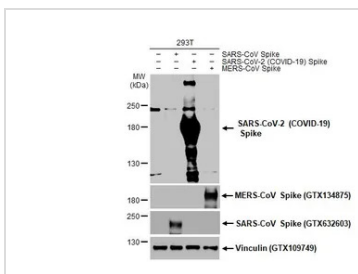 293T
– + – – SARS-CoV Spike
– – + – SARS-CoV-2 (COVID-19) Spike
– – – + MERS-CoV Spike
MW
(kDa)
250
180
130
SARS-CoV-2 (COVID-19)
Spike
180
MERS-CoV Spike (GTX134875)
250
SARS-CoV Spike (GTX632603)
130
Vinculin (GTX109749)